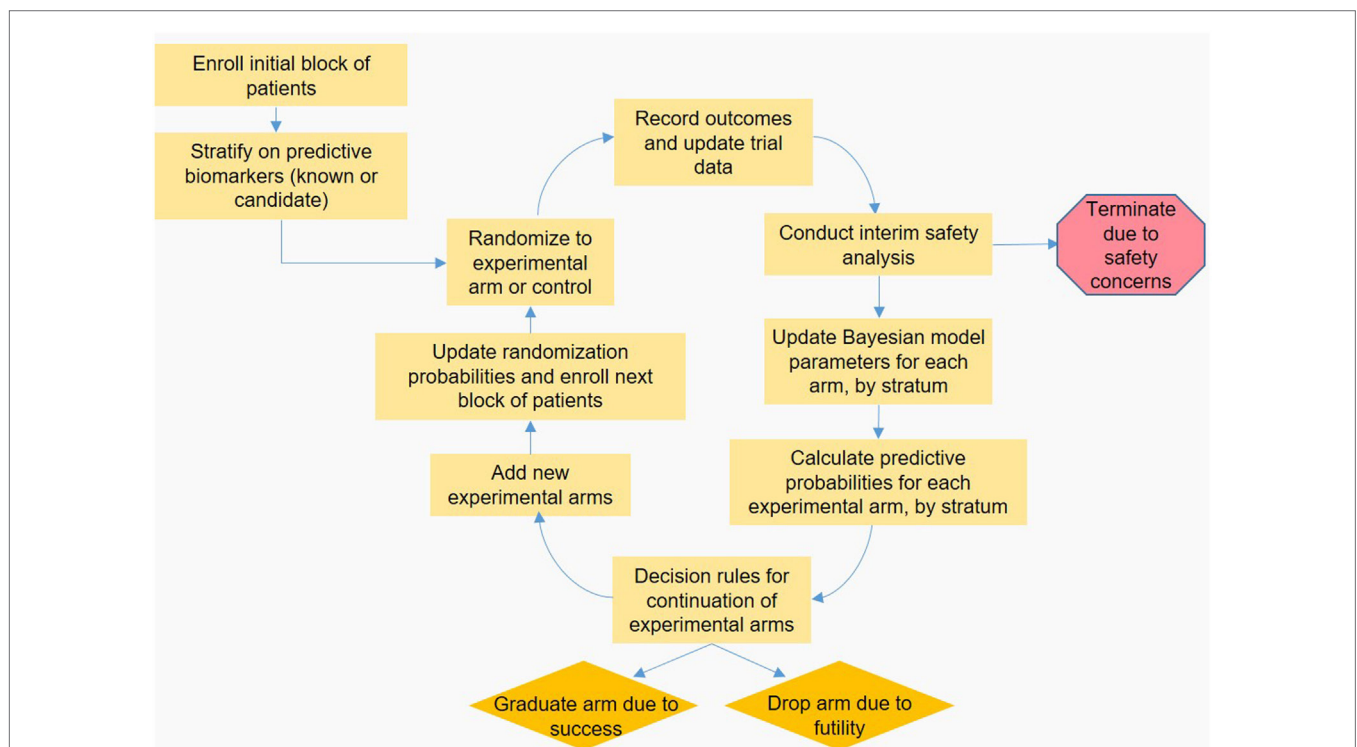 Enroll initial block of
patients
Stratify on predictive
biomarkers (known or
candidate)
Randomize to
experimental
arm or control
Record outcomes
and update trial
data
Conduct interim safety
analysis
Terminate
due to
safety
concerns
Update Bayesian model
parameters for each
arm, by stratum
Calculate predictive
probabilities for each
experimental arm, by stratum
Decision rules for
continuation of
experimental arms
Graduate arm due to
success
Drop arm due to
futility
Add new
experimental arms
Update randomization
probabilities and enroll next
block of patients